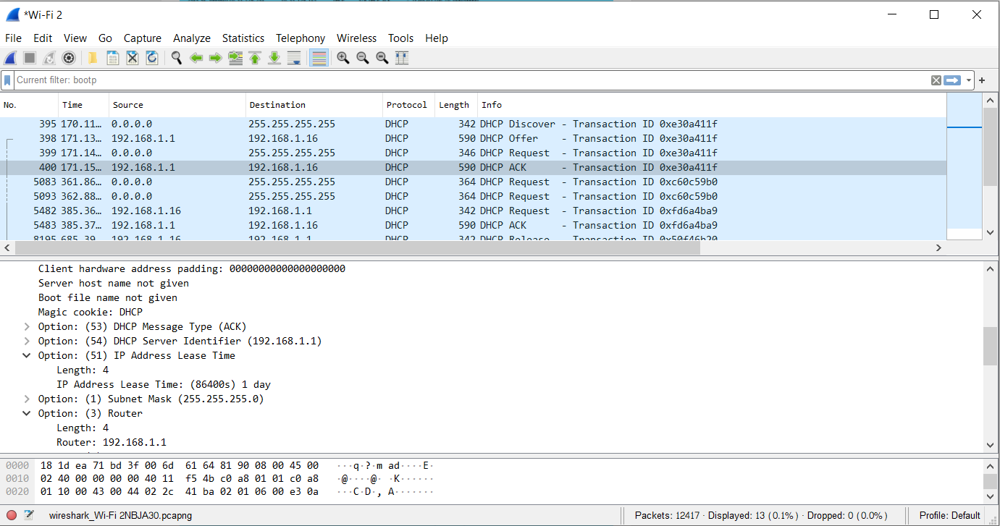 *Wi-Fi 2
File Edit View Go Capture Analyze Statistics Telephony Wireless Tools Help
Current filter: bootp
No. Time Source Destination Protocol Length Info
395 170.11… 0.0.0.0 255.255.255.255 DHCP 342 DHCP Discover - Transaction ID 0xe30a411f
398 171.13… 192.168.1.1 192.168.1.16 DHCP 590 DHCP Offer - Transaction ID 0xe30a411f
399 171.14… 0.0.0.0 255.255.255.255 DHCP 346 DHCP Request - Transaction ID 0xe30a411f
400 171.15… 192.168.1.1 192.168.1.16 DHCP 590 DHCP ACK - Transaction ID 0xe30a411f
5083 361.86… 0.0.0.0 255.255.255.255 DHCP 364 DHCP Request - Transaction ID 0xc60c59b0
5093 362.88… 0.0.0.0 255.255.255.255 DHCP 364 DHCP Request - Transaction ID 0xc60c59b0
5482 385.36… 192.168.1.16 192.168.1.1 DHCP 342 DHCP Request - Transaction ID 0xfd6a4ba9
5483 385.37… 192.168.1.1 192.168.1.16 DHCP 590 DHCP ACK - Transaction ID 0xfd6a4ba9
8195 685.39… 192.168.1.16 192.168.1.1 DHCP 342 DHCP Release - Transaction ID 0x50f46b20
Client hardware address padding: 00000000000000000000
Server host name not given
Boot file name not given
Magic cookie: DHCP
Option: (53) DHCP Message Type (ACK)
Option: (54) DHCP Server Identifier (192.168.1.1)
Option: (51) IP Address Lease Time
Length: 4
IP Address Lease Time: (86400s) 1 day
Option: (1) Subnet Mask (255.255.255.0)
Option: (3) Router
Length: 4
Router: 192.168.1.1
0000 18 1d ea 71 bd 3f 00 6d 61 64 81 90 08 00 45 00 ···q·?·m ad····E·
0010 02 40 00 00 00 00 40 11 f5 4b c0 a8 01 01 c0 a8 ·@····@· ·K······
0020 01 10 00 43 00 44 02 2c 41 ba 02 01 06 00 e3 0a ···C·D·, A·······
wireshark_Wi-Fi 2NBJA30.pcapng Packets: 12417 · Displayed: 13 (0.1%) · Dropped: 0 (0.0%) Profile: Default